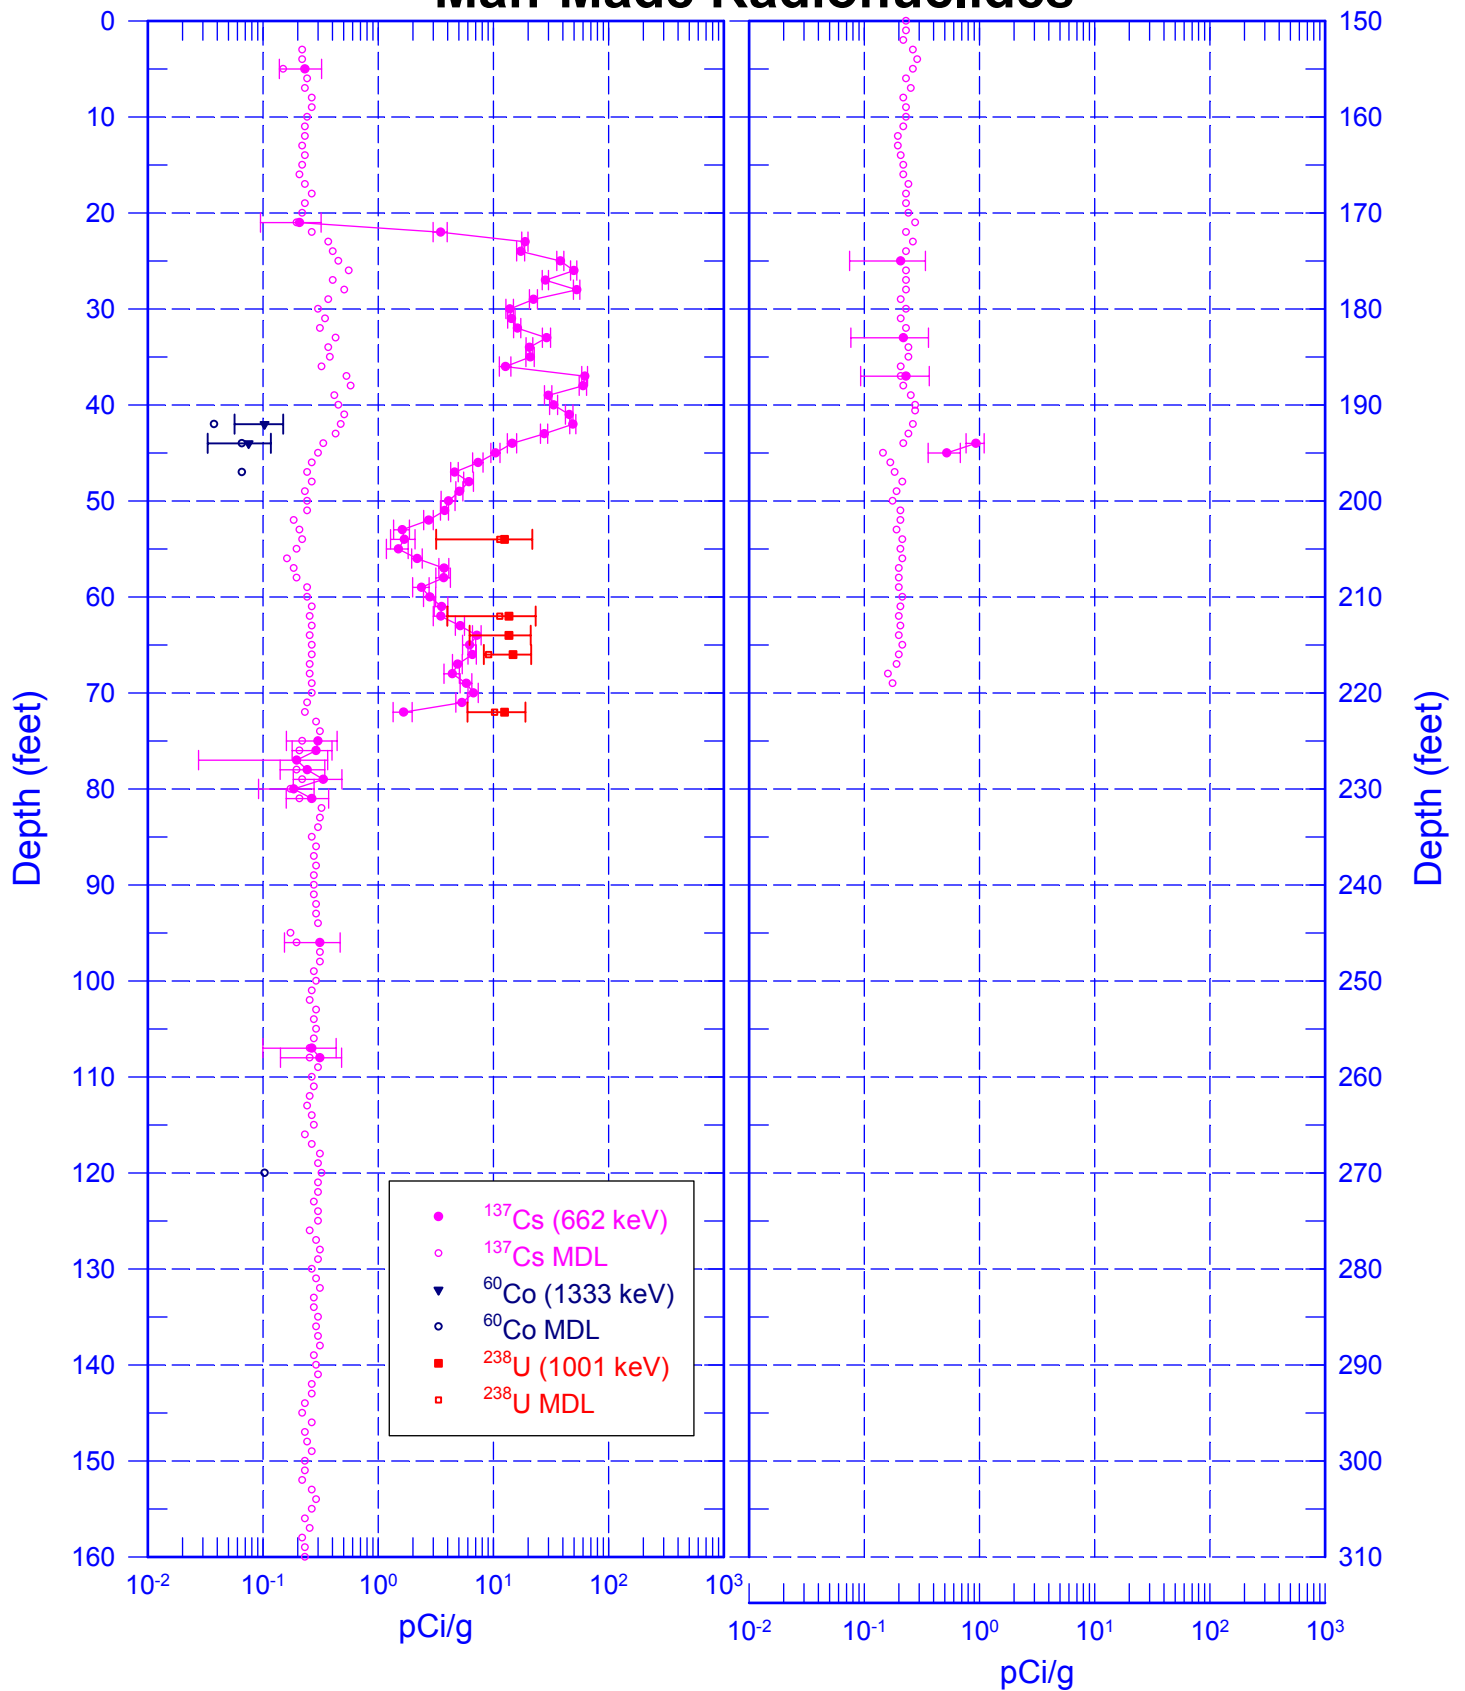 Man-Made Radionuclides
0
10
20
30
40
50
60
70
80
90
100
110
120
130
140
150
160
Depth (feet)
10-2 10-1 100 101 102 103
pCi/g
137Cs (662 keV)
137Cs MDL
60Co (1333 keV)
60Co MDL
238U (1001 keV)
238U MDL
150
160
170
180
190
200
210
220
230
240
250
260
270
280
290
300
310
Depth (feet)
10-2 10-1 100 101 102 103
pCi/g